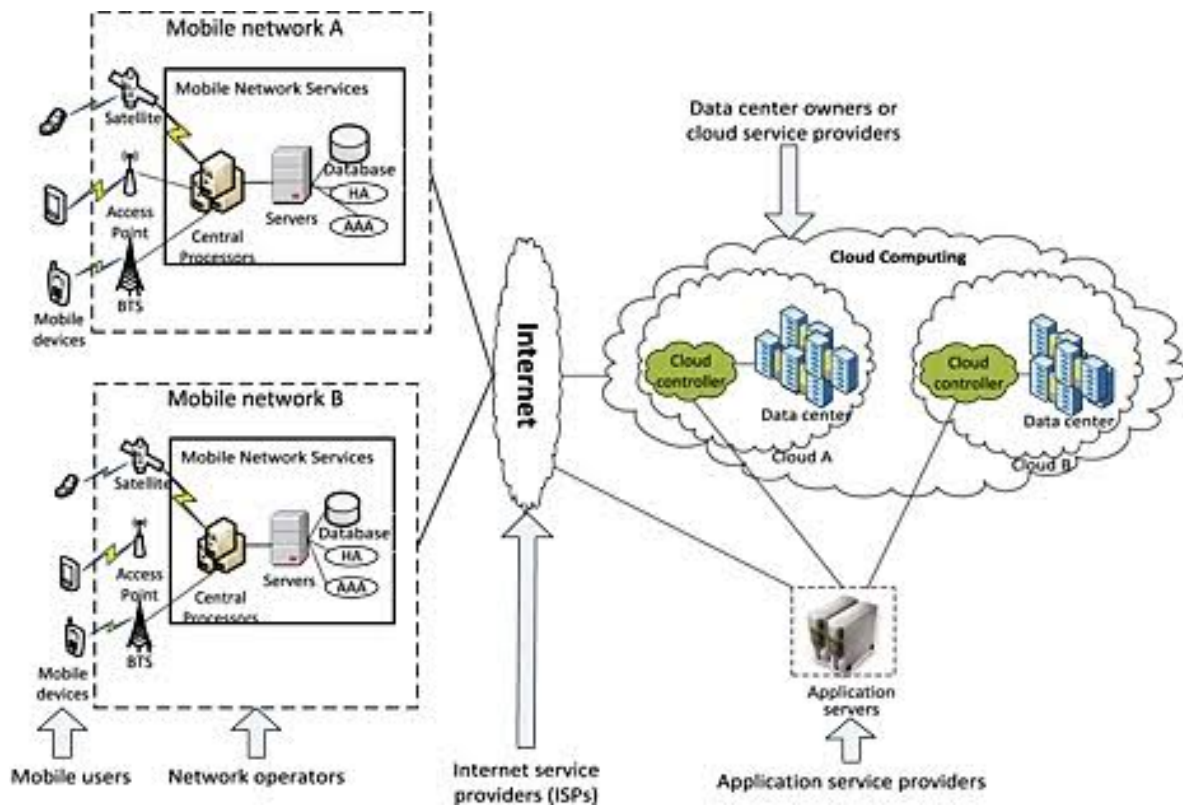 Mobile network A
Mobile Network Services
Satellite
Database
HA
AAA
Servers
Access
Point
Central
Processors
BTS
Mobile
devices
Mobile network B
Mobile Network Services
Satellite
Database
HA
AAA
Servers
Access
Point
Central
Processors
BTS
Mobile
devices
Mobile users
Network operators
Internet
Internet service
providers (ISPs)
Data center owners or
cloud service providers
Cloud Computing
Cloud
controller
Data center
Cloud A
Cloud
controller
Data center
Cloud B
Application
servers
Application service providers